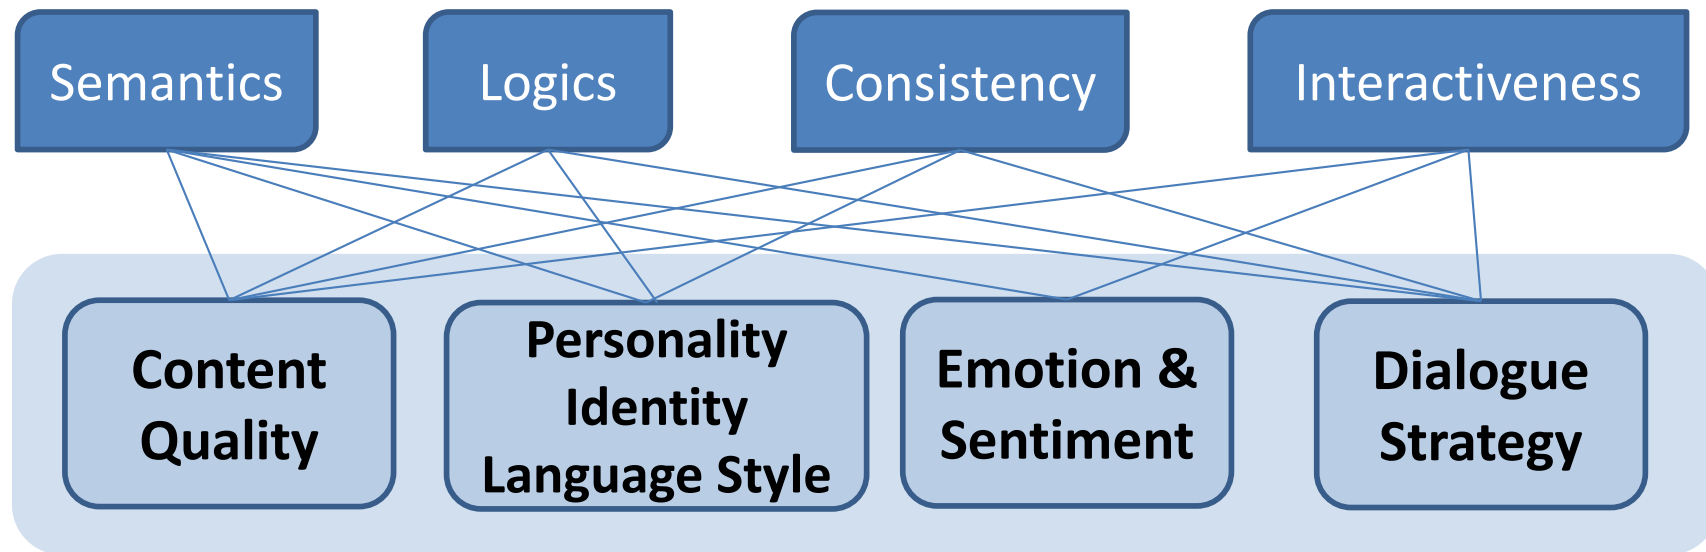 Semantics
Logics
Consistency
Interactiveness
Content
Quality
Personality
Identity
Language Style
Emotion &
Sentiment
Dialogue
Strategy